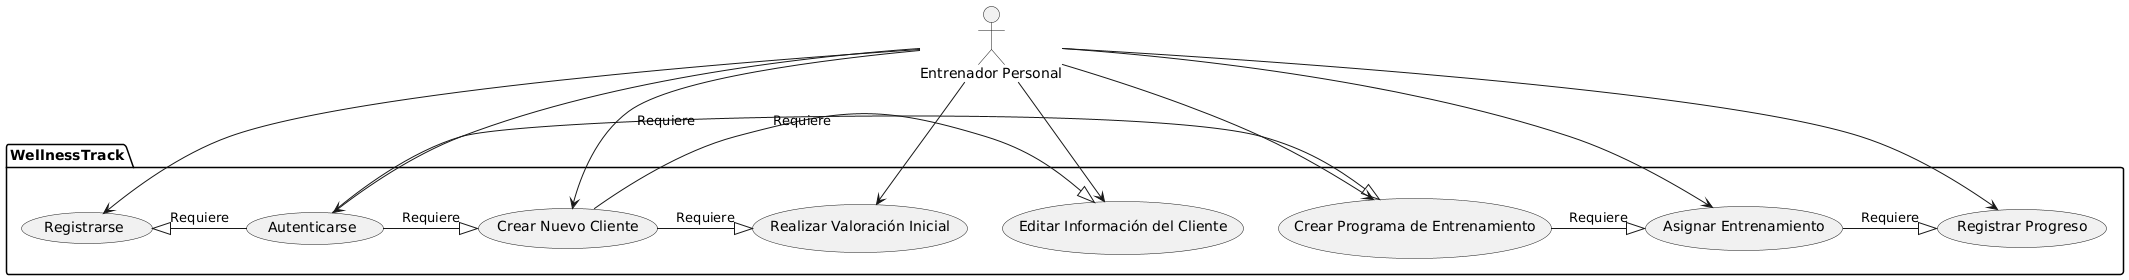 Entrenador Personal
Requiere
Requiere
WellnessTrack
Requiere
Requiere
Requiere
Requiere
Requiere
Registrarse
Autenticarse
Crear Nuevo Cliente
Realizar Valoración Inicial
Editar Información del Cliente
Crear Programa de Entrenamiento
Asignar Entrenamiento
Registrar Progreso